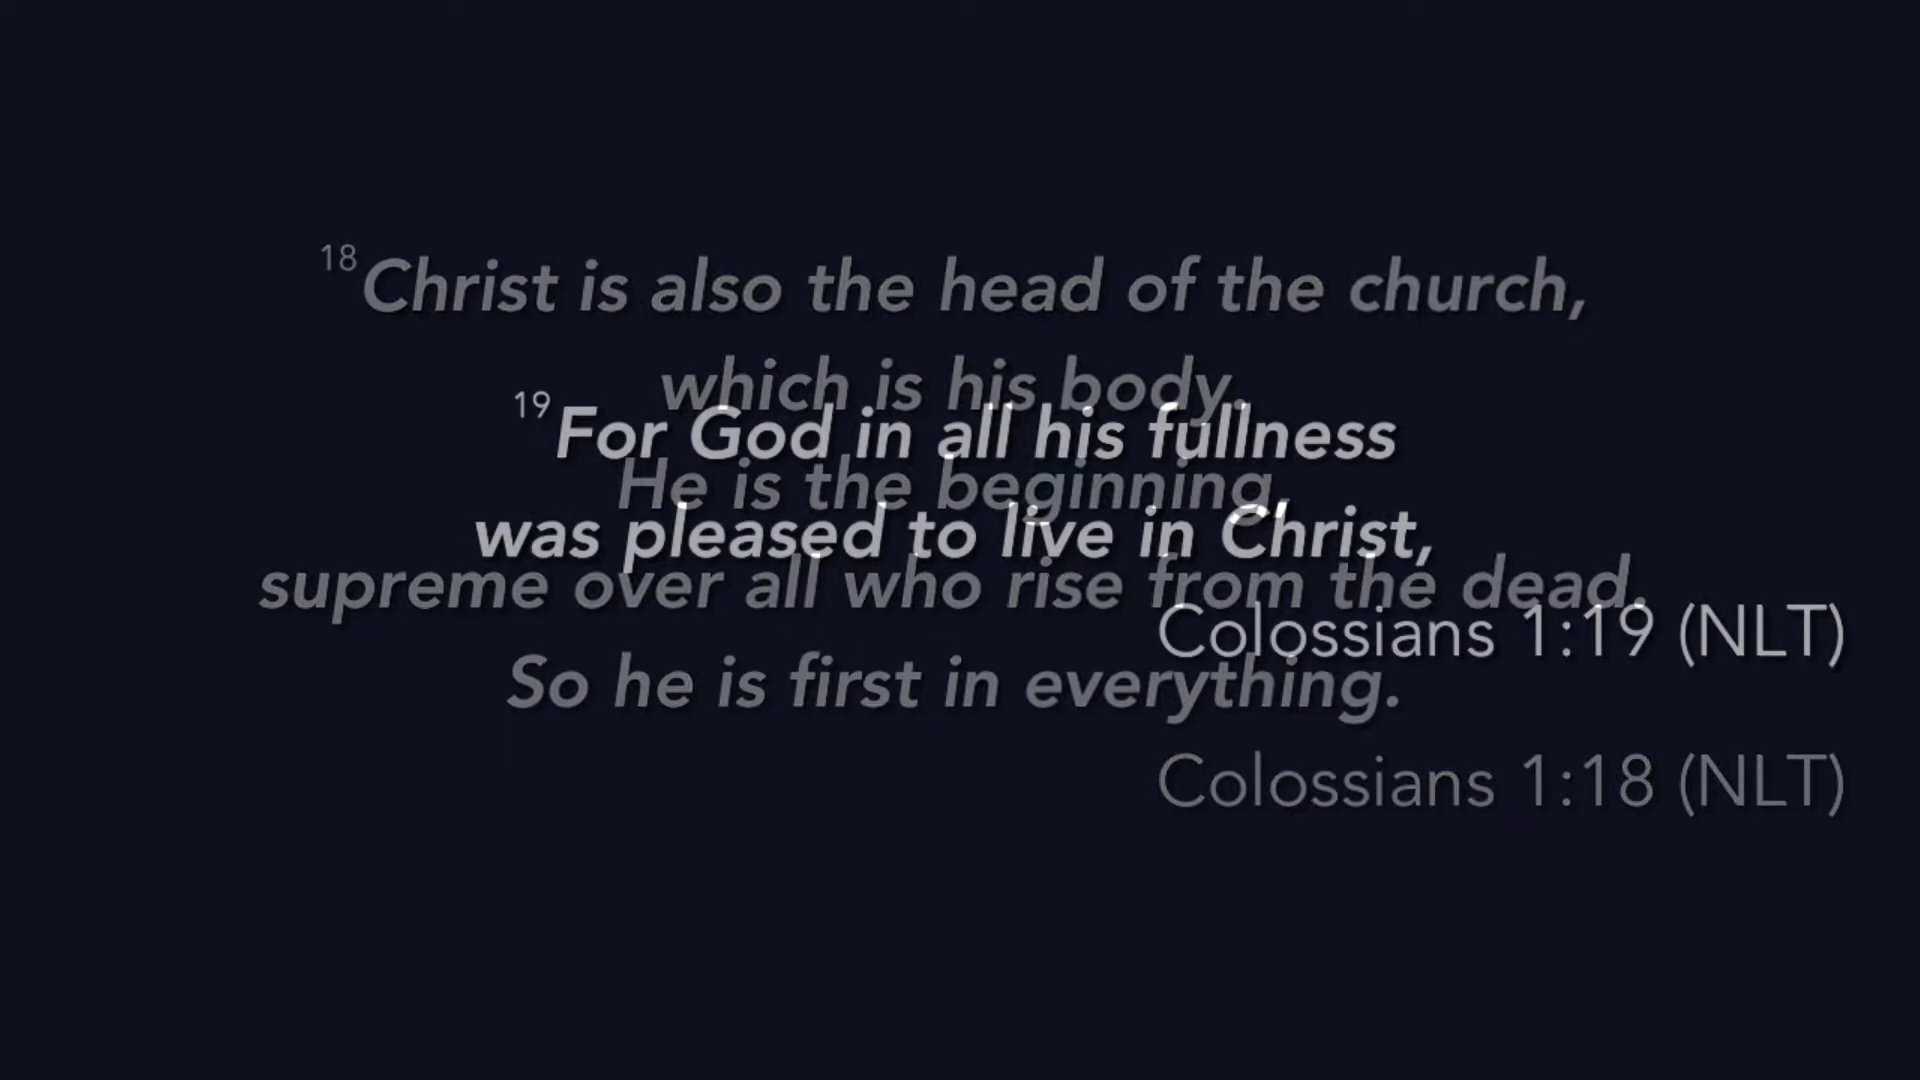 18 Christ is also the head of the church,
which is his body.
19 For God in all his fullness
He is the beginning,
was pleased to live in Christ,
supreme over all who rise from the dead.
Colossians 1:19 (NLT)
So he is first in everything.
Colossians 1:18 (NLT)